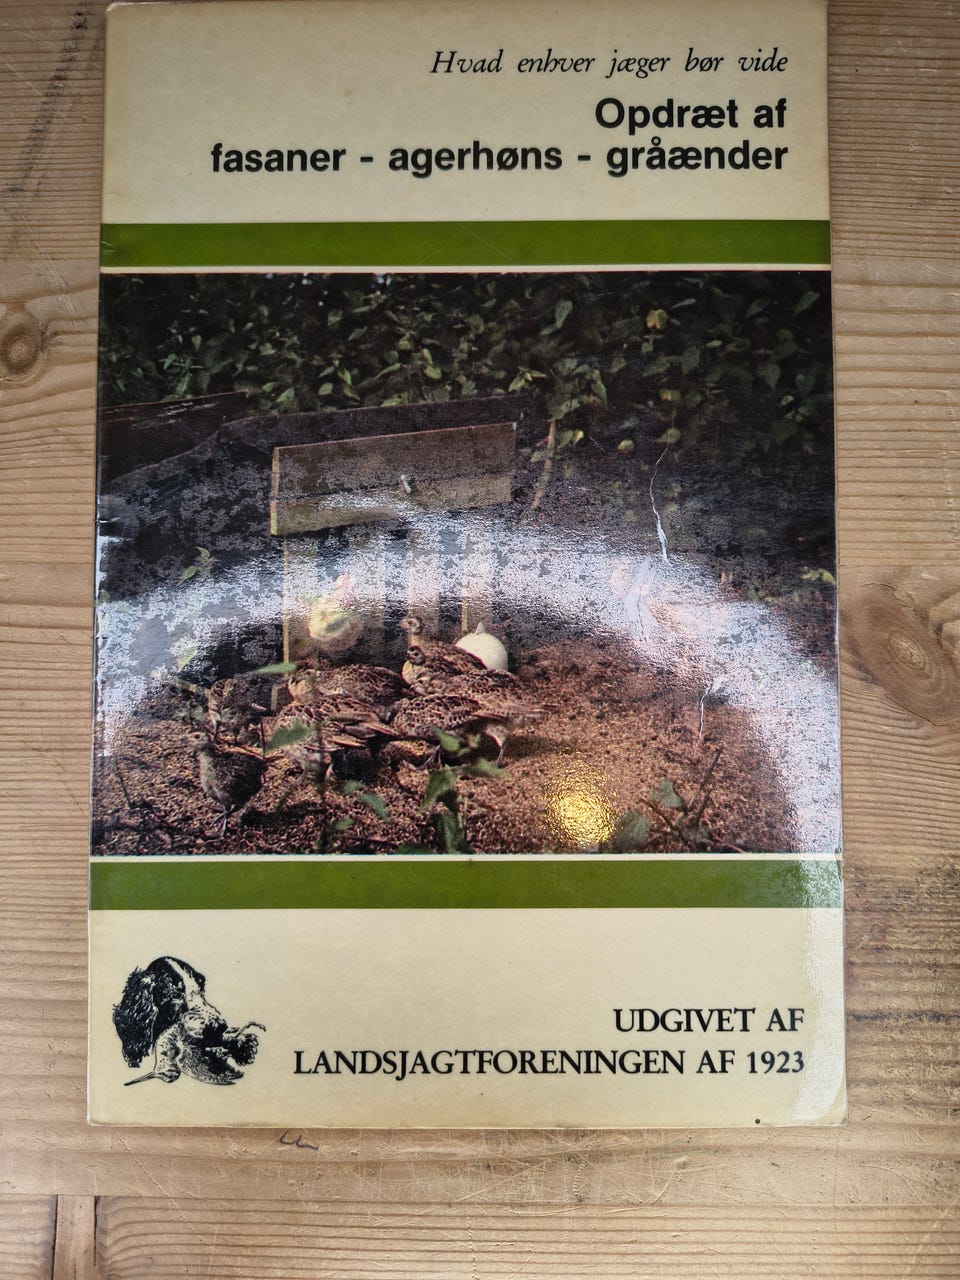 Hvad enhver jæger bør vide
Opdræt af
fasaner - agerhøns - gråænder
UDGIVET AF
LANDSJAGTFORENINGEN AF 1923